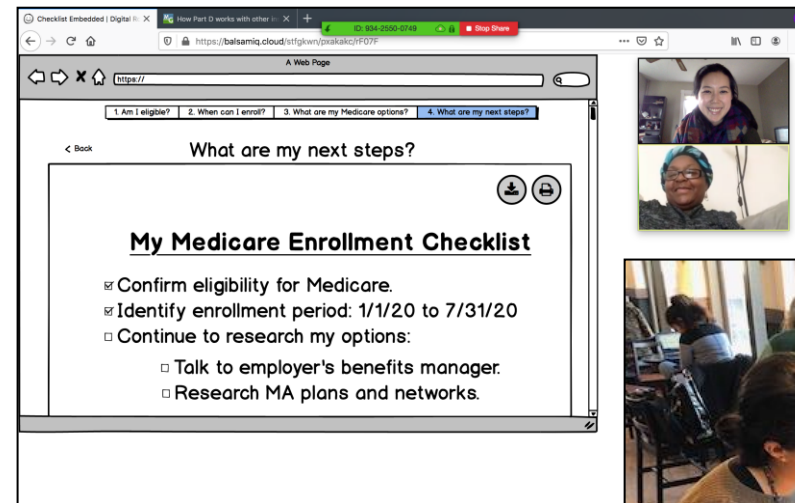 Checklist Embedded | Digital
How Part D works with other
ID: 934-2550-0749
Stop Share
https://balsamiq.cloud/stfgkwn/pxakakc/rF07F
A Web Page
https://
1. Am I eligible?
2. When can I enroll?
3. What are my Medicare options?
4. What are my next steps?
< Back
What are my next steps?
My Medicare Enrollment Checklist
Confirm eligibility for Medicare.
Identify enrollment period: 1/1/20 to 7/31/20
Continue to research my options:
Talk to employer's benefits manager.
Research MA plans and networks.